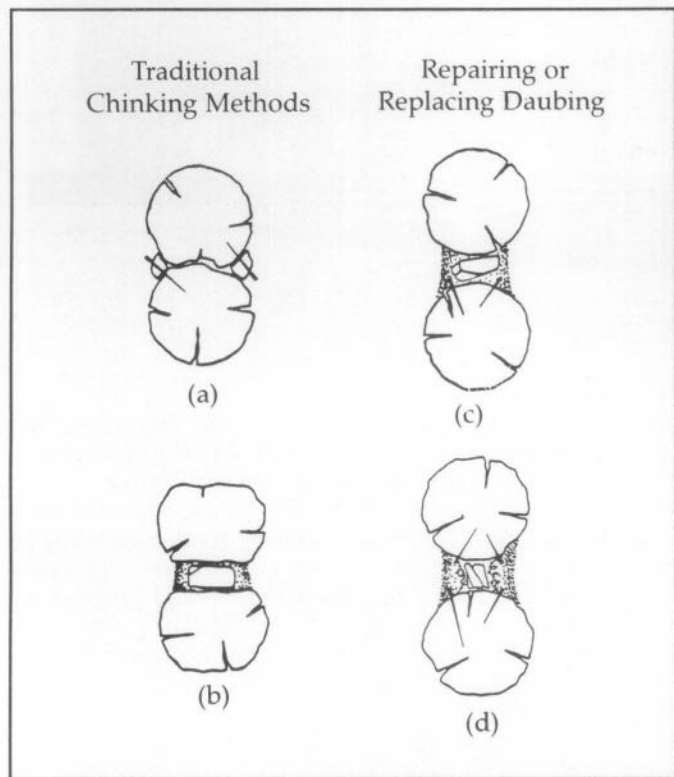 Traditional
Chinking Methods
Repairing or
Replacing Daubing
(a)
(c)
(b)
(d)